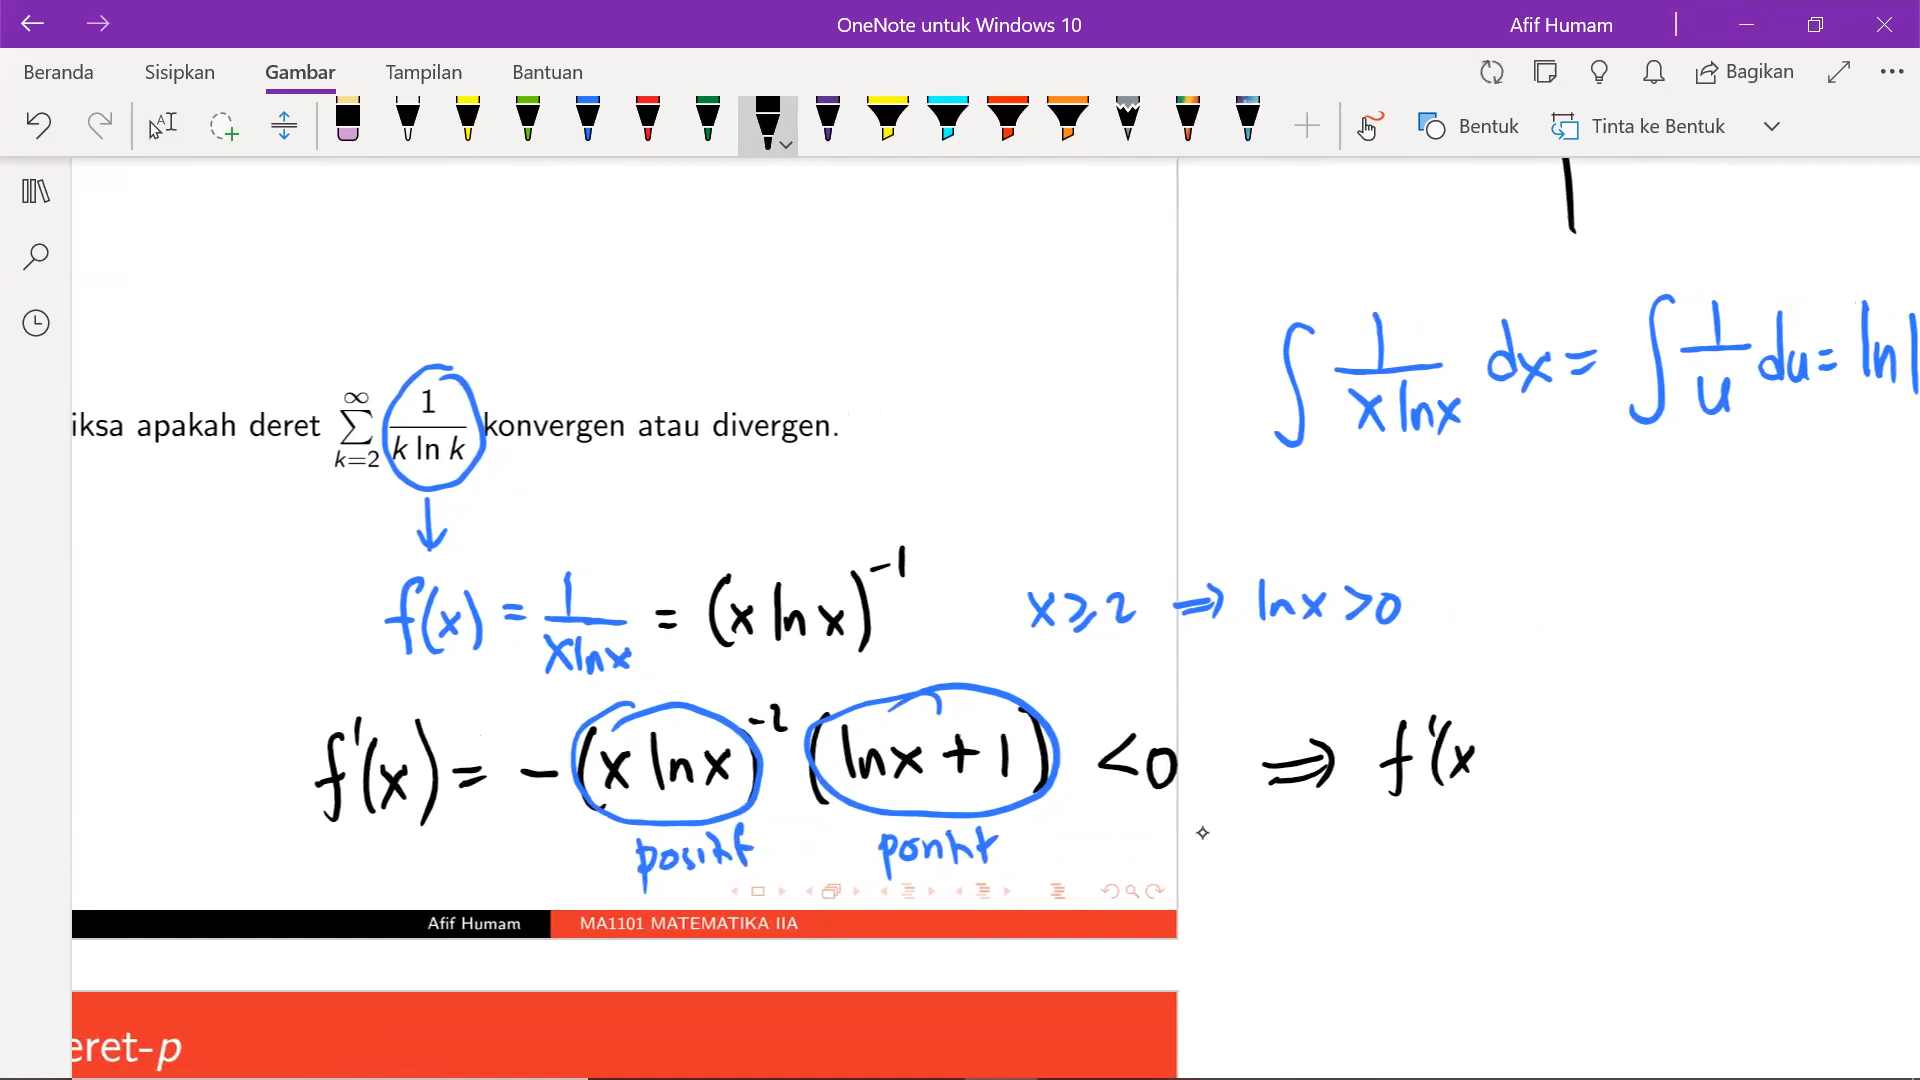 OneNote untuk Windows 10
Afif Humam
Beranda Sisipkan Gambar Tampilan Bantuan
Bagikan
Bentuk Tinta ke Bentuk
∫ 1/(x ln x) dx = ∫ 1/u du = ln|
iksa apakah deret ∑_{k=2}^{∞} 1/(k ln k) konvergen atau divergen.
f(x) = 1/(x ln x) = (x ln x)^{-1} x ≥ 2 ⇒ ln x > 0
f'(x) = -(x ln x)^{-2} (ln x + 1) < 0 ⇒ f'(x
positif
Afif Humam MA1101 MATEMATIKA IIA
eret-p